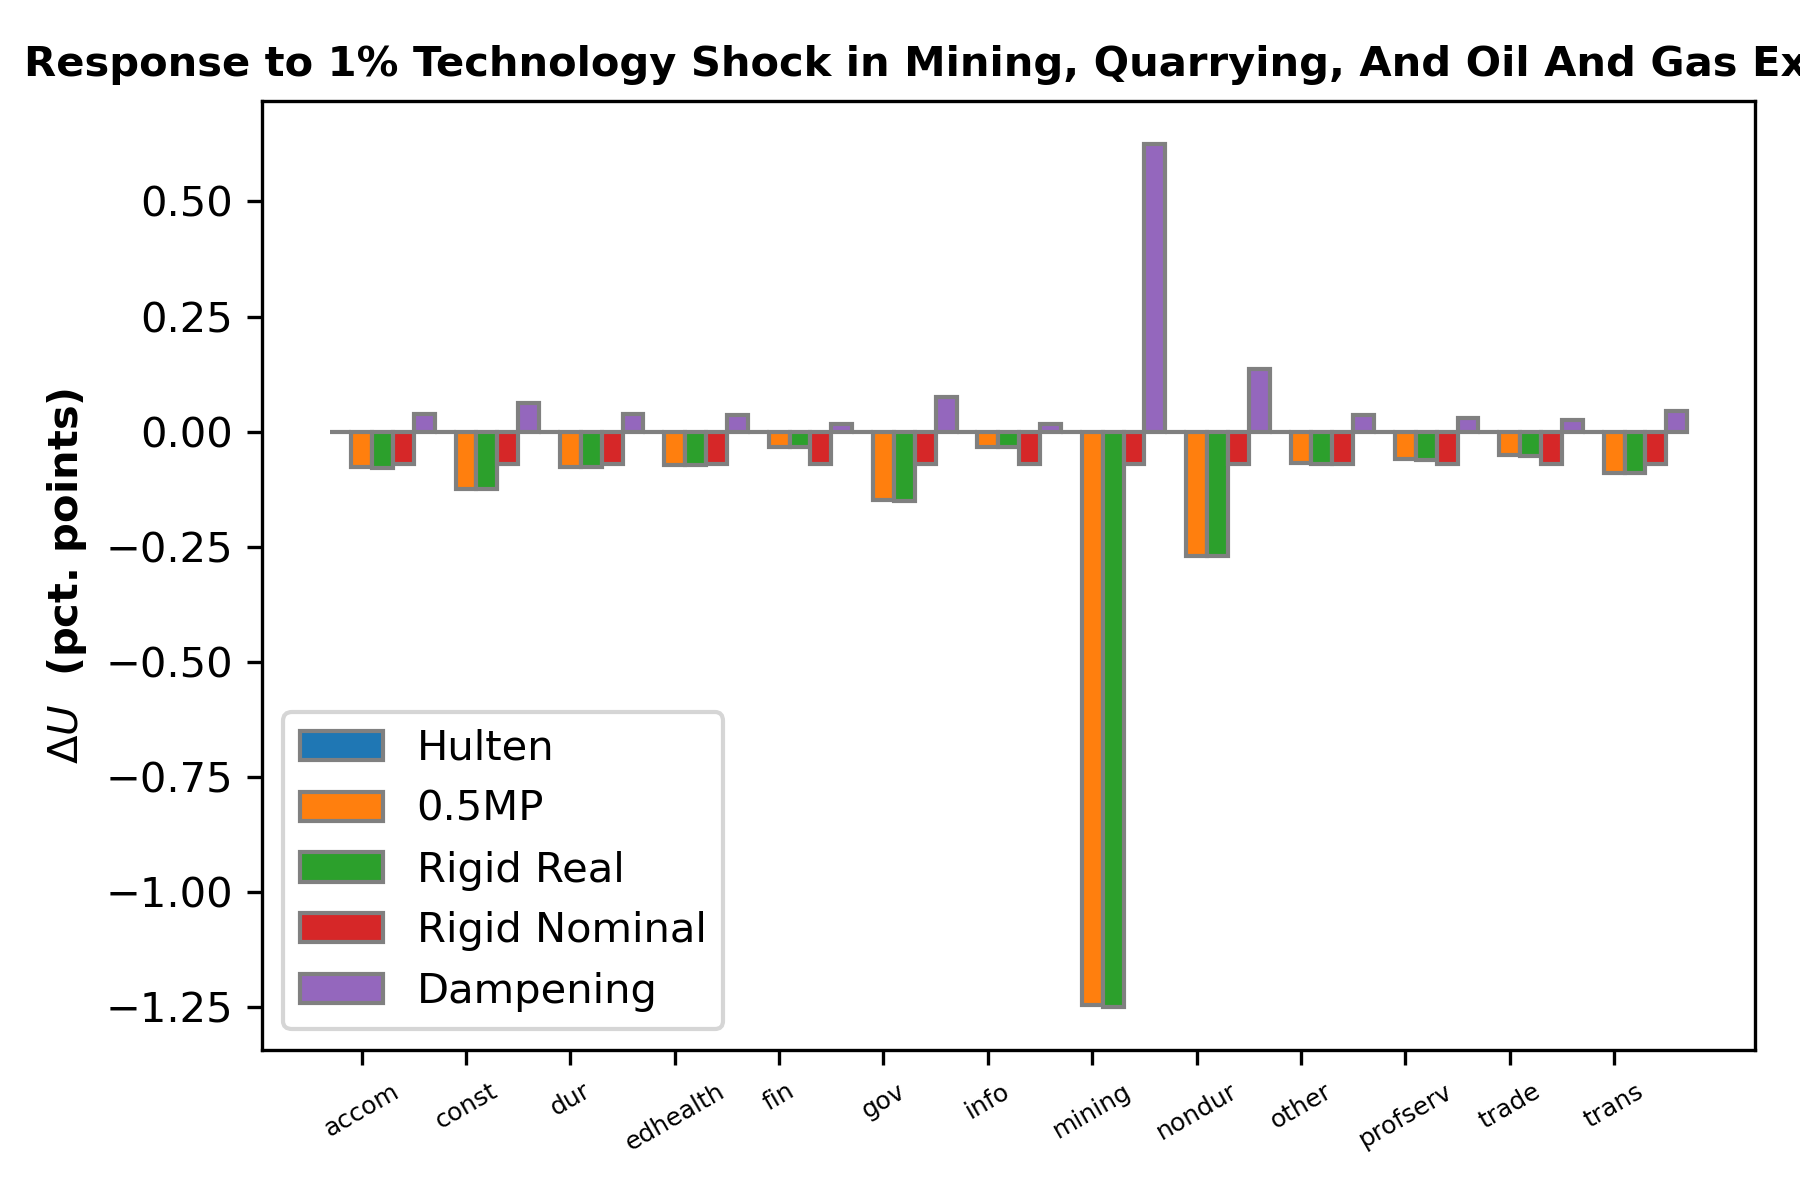 Response to 1% Technology Shock in Mining, Quarrying, And Oil And Gas Ex
ΔU (pct. points)
0.50
0.25
0.00
−0.25
−0.50
−0.75
−1.00
−1.25
Hulten
0.5MP
Rigid Real
Rigid Nominal
Dampening
accom
const
dur
edhealth
fin
gov
info
mining
nondur
other
profserv
trade
trans